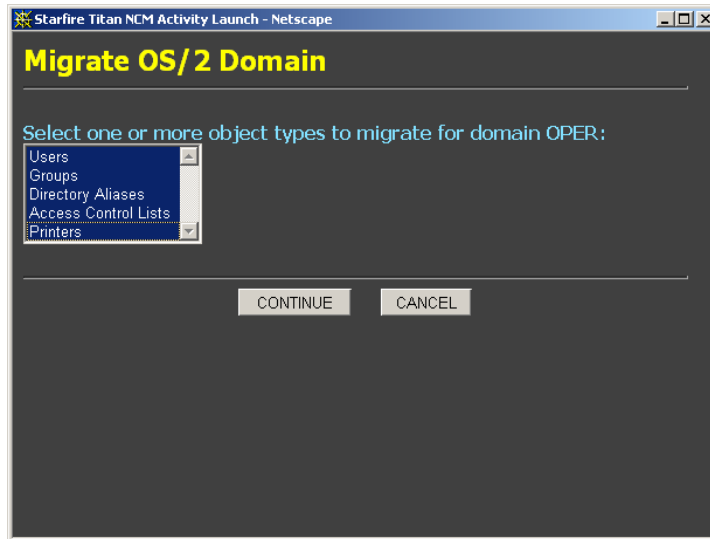 Starfire Titan NCM Activity Launch - Netscape
Migrate OS/2 Domain
Select one or more object types to migrate for domain OPER:
Users
Groups
Directory Aliases
Access Control Lists
Printers
CONTINUE CANCEL